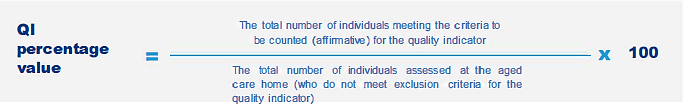 QI
percentage
value
=
The total number of individuals meeting the criteria to
be counted (affirmative) for the quality indicator
The total number of individuals assessed at the aged
care home (who do not meet exclusion criteria for the
quality indicator)
x 100